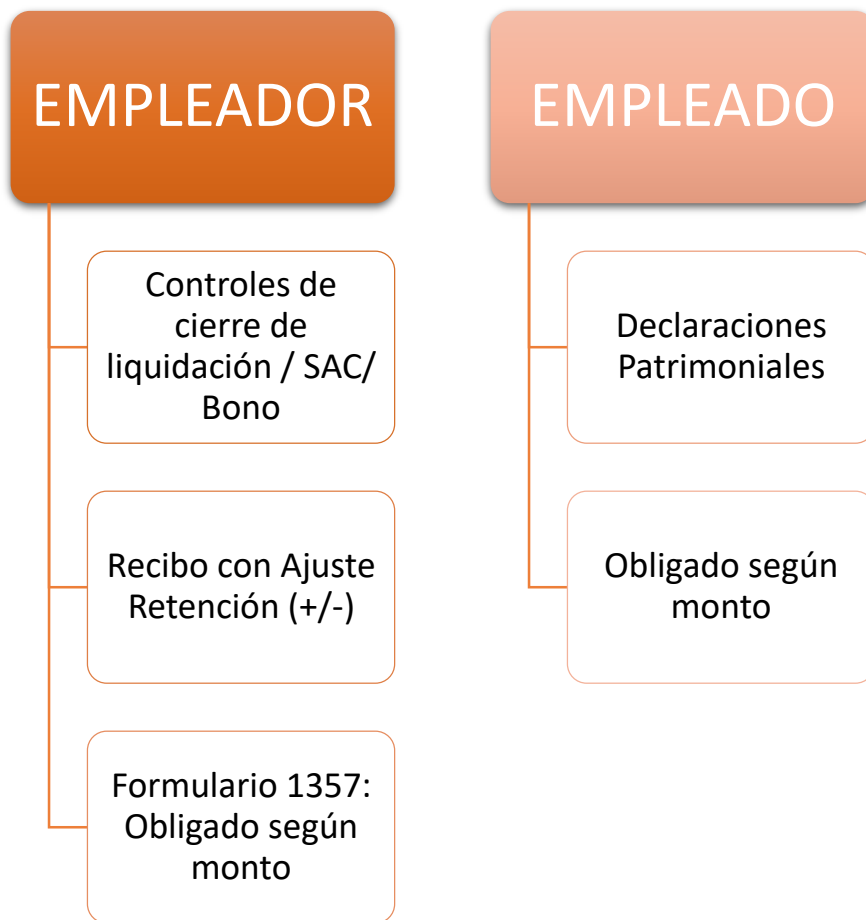 EMPLEADOR
Controles de
cierre de
liquidación / SAC/
Bono
Recibo con Ajuste
Retención (+/-)
Formulario 1357:
Obligado según
monto
EMPLEADO
Declaraciones
Patrimoniales
Obligado según
monto